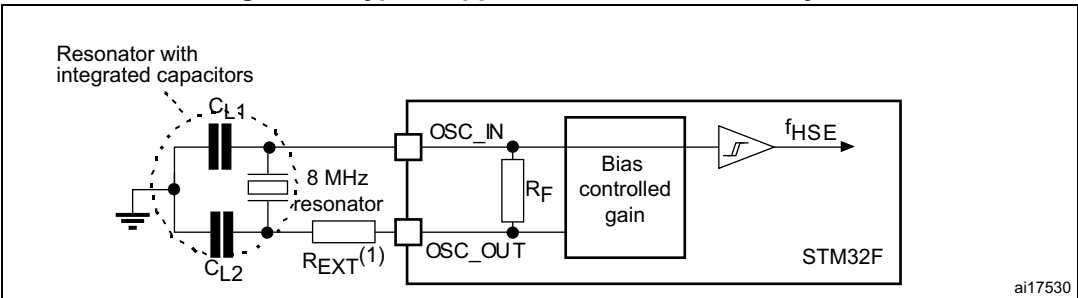 Resonator with
integrated capacitors
CL1
OSC_IN
fHSE
8 MHz
resonator
RF
Bias
controlled
gain
REXT(1)
OSC_OUT
STM32F
CL2
ai17530